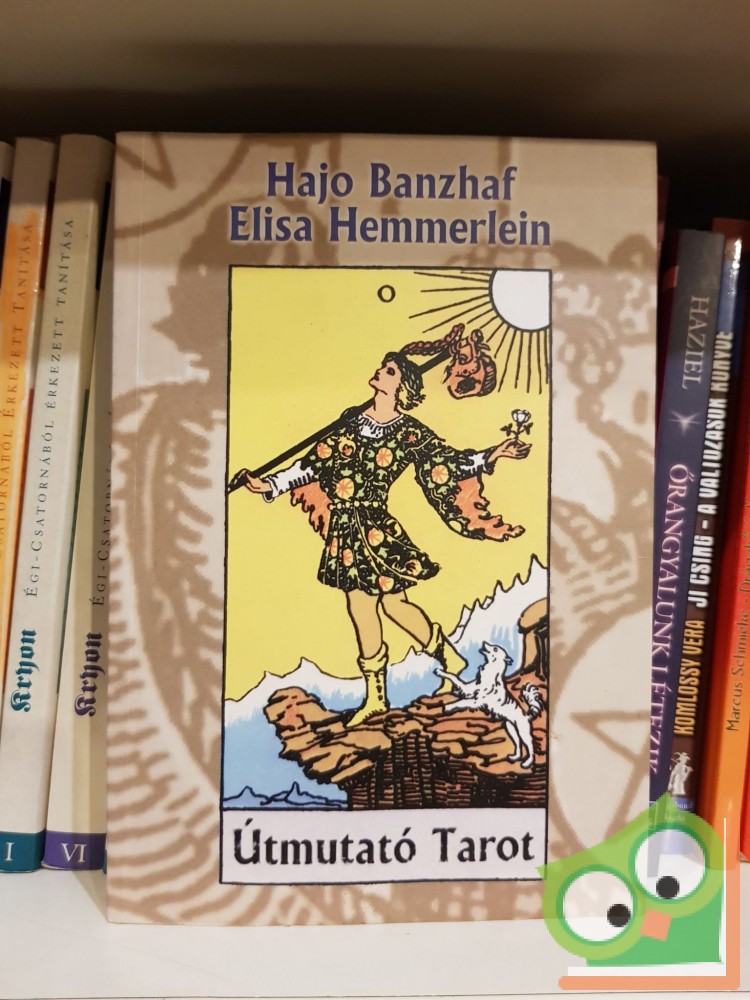 Hajo Banzhaf
Elisa Hemmerlein
0
Útmutató Tarot
ÉGI-CSATORNÁBÓL ÉRKEZETT TANÍTÁSA
Kryon
I
ÉGI-CSATORNÁBÓL ÉRKEZETT TANÍTÁSA
Kryon
VI
HAZIEL
ŐRANGYALUNK LÉTEZIK
KOMLÓSSY VERA
JI CSING - A VÁLTOZÁSOK KÖNYVE
Marcus Schmieke